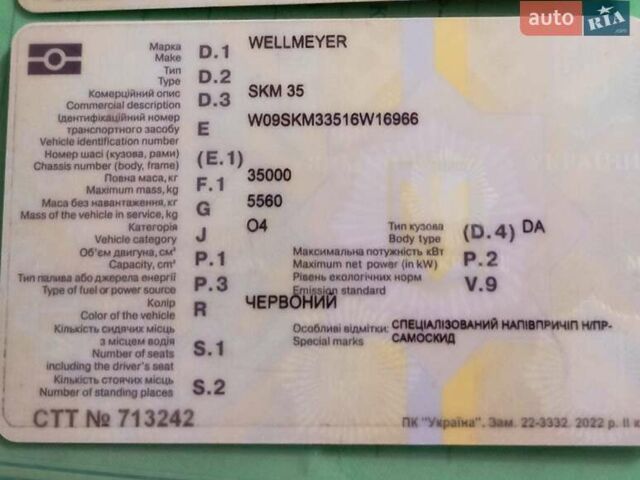 auto RIA .com
Марка D.1 WELLMEYER
Make
Тип D.2
Type
Комерційний опис D.3 SKM 35
Commercial description
Ідентифікаційний номер E W09SKM33516W16966
транспортного засобу
Vehicle identification number
Номер шасі (кузова, рами) (E.1)
Chassis number (body, frame)
Повна маса, кг F.1 35000
Maximum mass, kg
Маса без навантаження, кг G 5560
Mass of the vehicle in service, kg
Категорія J O4 Тип кузова (D.4) DA
Vehicle category Body type
Об'єм двигуна, см³ P.1 Максимальна потужність кВт P.2
Capacity, cm³ Maximum net power (in kW)
Тип палива або джерела енергії P.3 Рівень екологічних норм V.9
Type of fuel or power source Emission standard
Колір R ЧЕРВОНИЙ
Color of the vehicle
Кількість сидячих місць S.1 Особливі відмітки: СПЕЦІАЛІЗОВАНИЙ НАПІВПРИЧІП Н/ПР-
з місцем водія Special marks САМОСКИД
Number of seats
including the driver's seat
Кількість стоячих місць S.2
Number of standing places
СТТ № 713242 ПК "Україна". Зам. 22-3332. 2022 р. II к